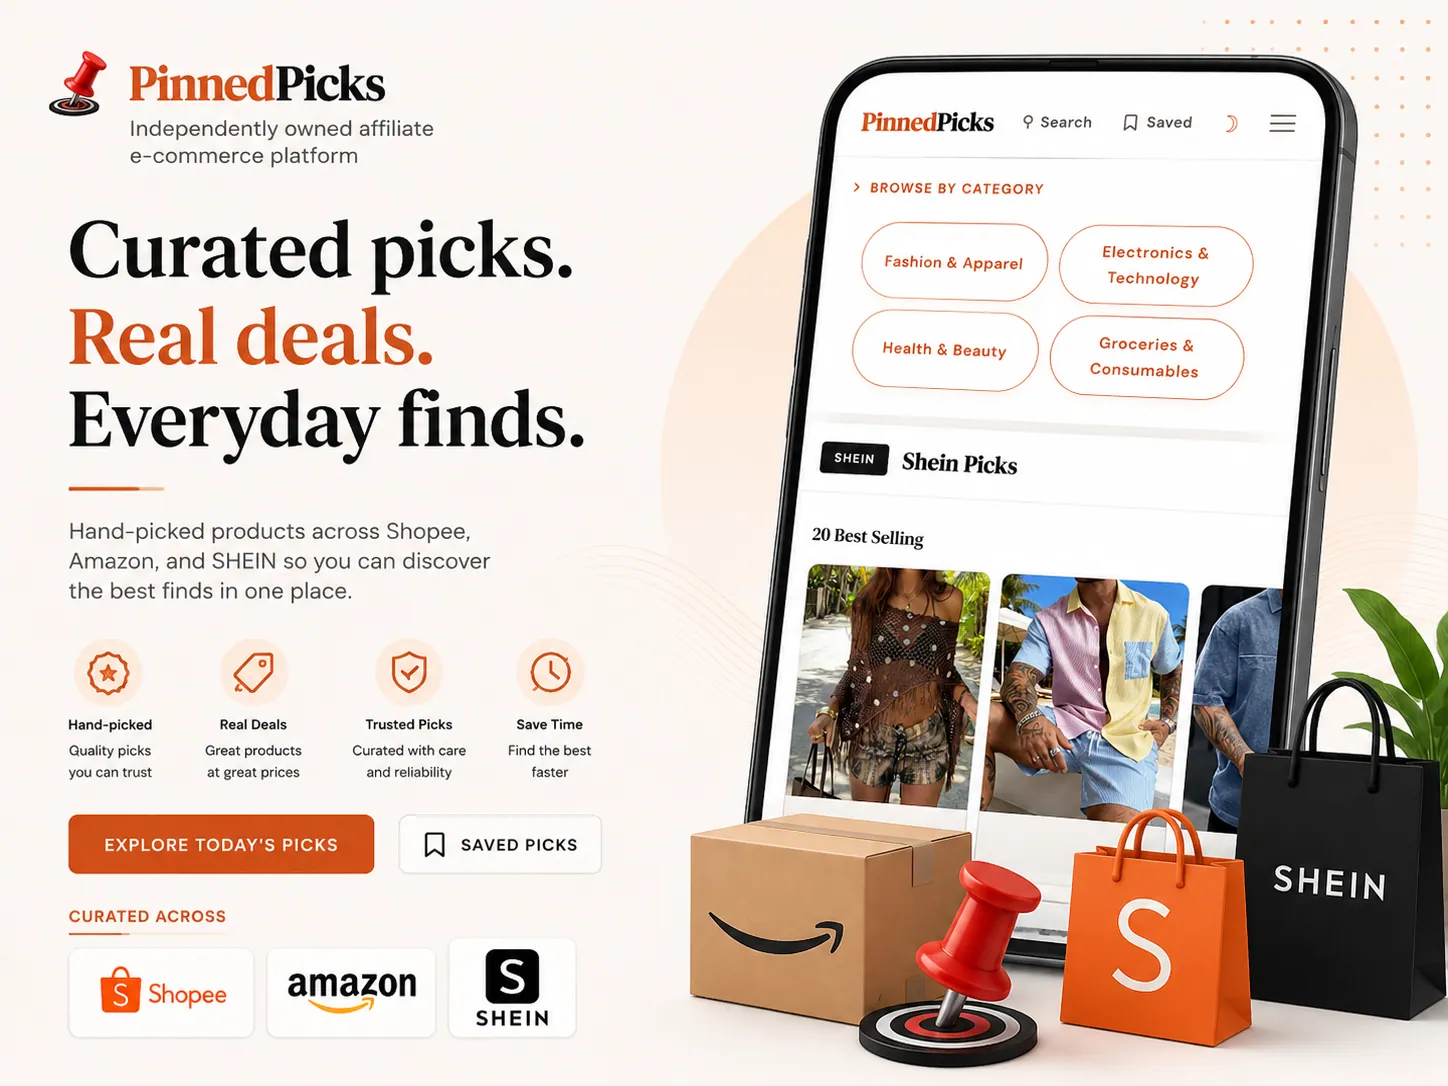 PinnedPicks
Independently owned affiliate
e-commerce platform
Curated picks.
Real deals.
Everyday finds.
Hand-picked products across Shopee,
Amazon, and SHEIN so you can discover
the best finds in one place.
Hand-picked
Quality picks
you can trust
Real Deals
Great products
at great prices
Trusted Picks
Curated with care
and reliability
Save Time
Find the best
faster
EXPLORE TODAY'S PICKS
SAVED PICKS
CURATED ACROSS
S
Shopee
amazon
S
SHEIN
PinnedPicks
Search
Saved
BROWSE BY CATEGORY
Fashion & Apparel
Electronics &
Technology
Health & Beauty
Groceries &
Consumables
SHEIN
Shein Picks
20 Best Selling
S
SHEIN